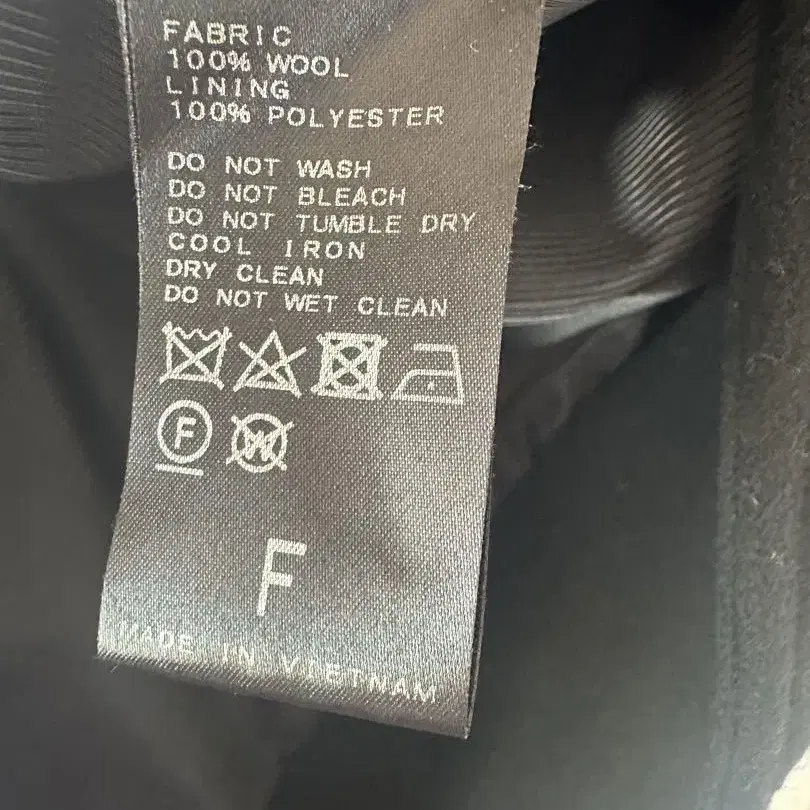 FABRIC
100% WOOL
LINING
100% POLYESTER
DO NOT WASH
DO NOT BLEACH
DO NOT TUMBLE DRY
COOL IRON
DRY CLEAN
DO NOT WET CLEAN
F W
F
MADE IN VIETNAM